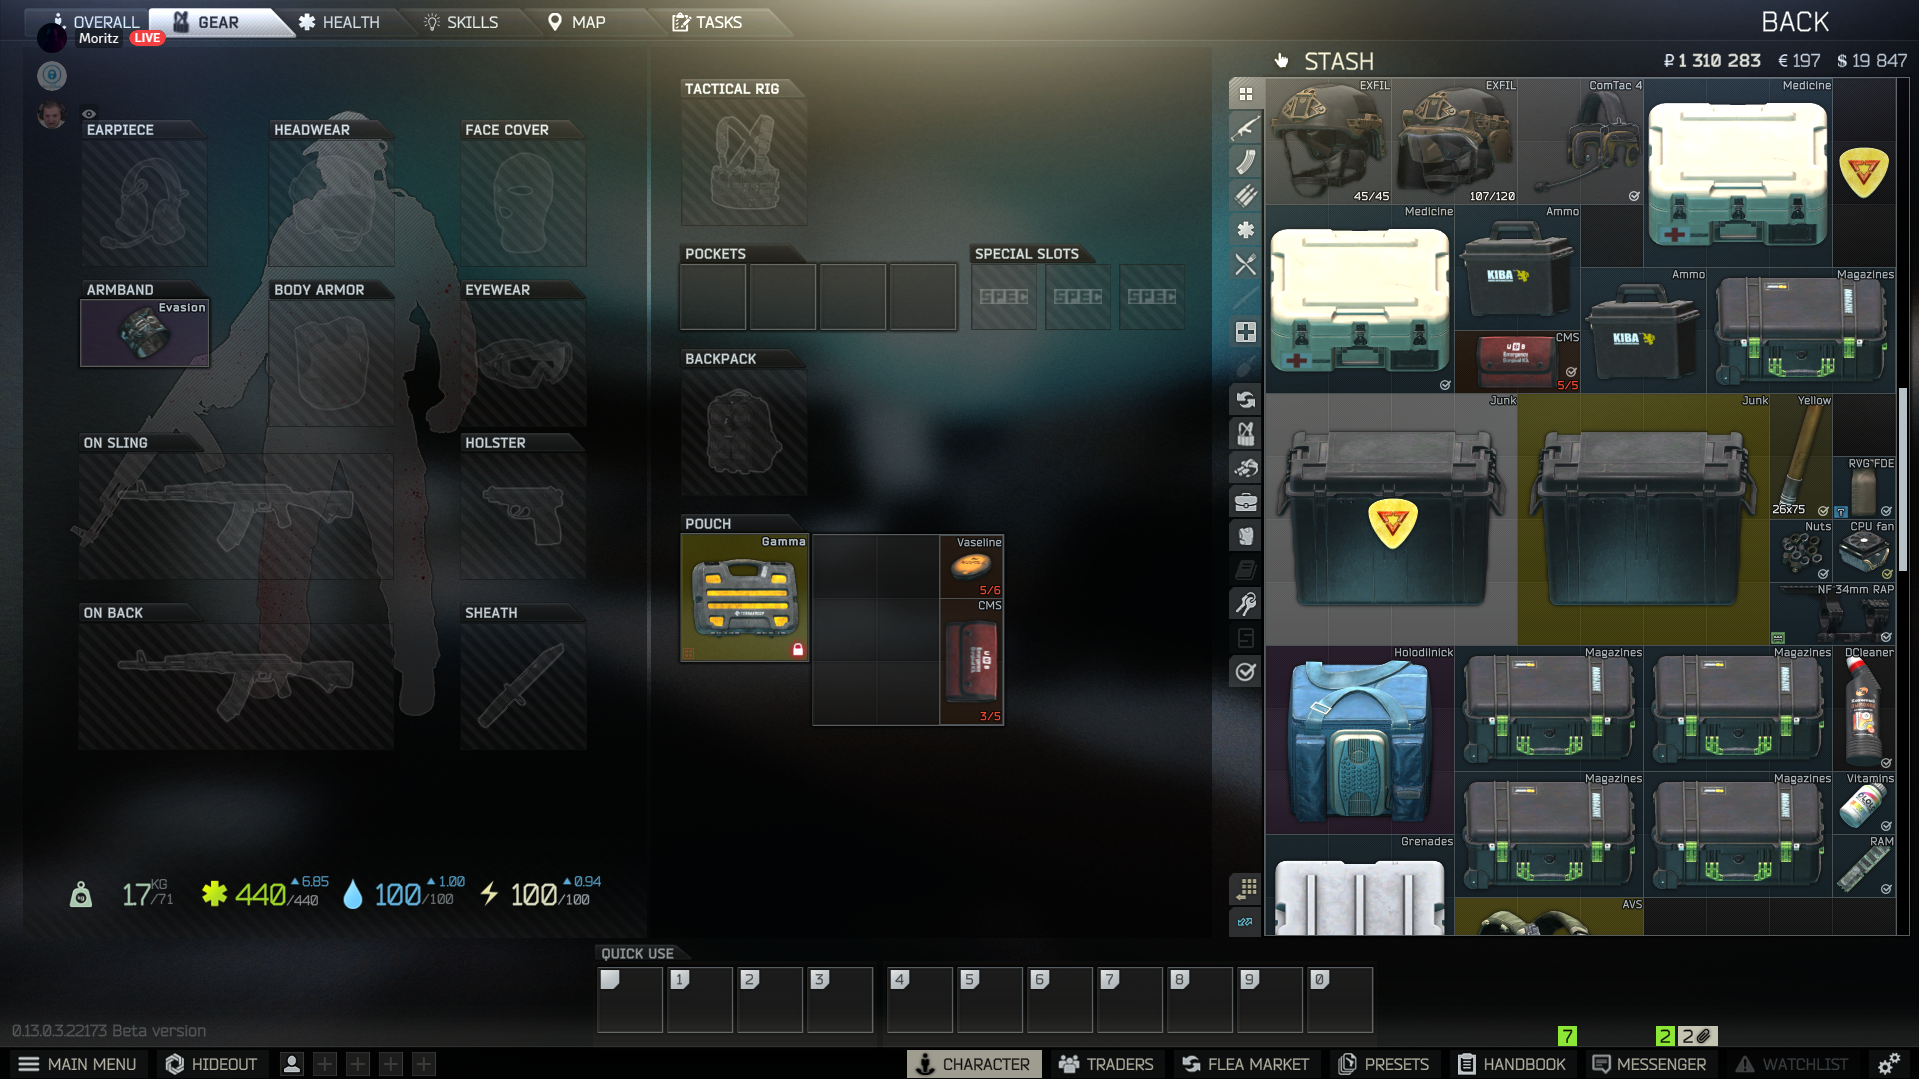 OVERALL
GEAR
HEALTH
SKILLS
MAP
TASKS
BACK
Moritz
LIVE
STASH
₽ 1 310 283
€ 197
$ 19 847
EARPIECE
HEADWEAR
FACE COVER
ARMBAND
Evasion
BODY ARMOR
EYEWEAR
ON SLING
HOLSTER
ON BACK
SHEATH
TACTICAL RIG
POCKETS
SPECIAL SLOTS
SPEC
SPEC
SPEC
BACKPACK
POUCH
Gamma
Vaseline
5/6
CMS
3/5
EXFIL
45/45
EXFIL
107/120
ComTac 4
Medicine
Medicine
Ammo
KIBA
Ammo
KIBA
Magazines
CMS
5/5
Junk
Junk
Yellow
26x75
RVG FDE
Nuts
CPU fan
NF 34mm RAP
Holodilnick
Magazines
Magazines
DCleaner
Magazines
Magazines
Vitamins
Grenades
RAM
AVS
17 KG /71
440/440 6.85
100/100 1.00
100/100 0.94
QUICK USE
1
2
3
4
5
6
7
8
9
0
0.13.0.3.22173 Beta version
7
2
2
MAIN MENU
HIDEOUT
CHARACTER
TRADERS
FLEA MARKET
PRESETS
HANDBOOK
MESSENGER
WATCHLIST